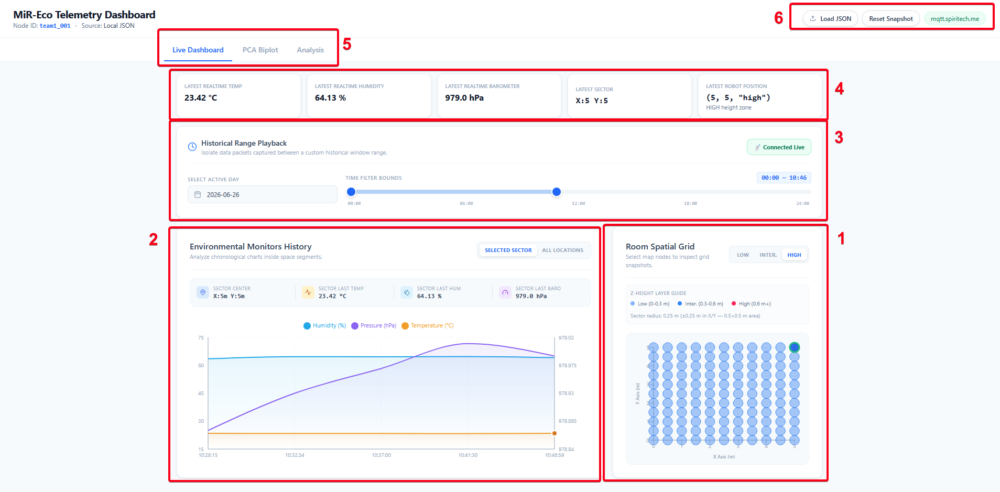 MiR-Eco Telemetry Dashboard
Node ID: team1_001 • Source: Local JSON
6
Load JSON
Reset Snapshot
mqtt.spiritech.me
Live Dashboard
PCA Biplot
Analysis
5
LATEST REALTIME TEMP
23.42 °C
LATEST REALTIME HUMIDITY
64.13 %
LATEST REALTIME BAROMETER
979.0 hPa
LATEST SECTOR
X:5 Y:5
LATEST ROBOT POSITION
(5, 5, "high")
HIGH height zone
4
Historical Range Playback
Isolate data packets captured between a custom historical window range.
Connected Live
3
SELECT ACTIVE DAY
2026-06-26
TIME FILTER BOUNDS
00:00 — 10:46
00:00
06:00
12:00
18:00
24:00
2
Environmental Monitors History
Analyze chronological charts inside space segments.
SELECTED SECTOR
ALL LOCATIONS
SECTOR CENTER
X:5m Y:5m
SECTOR LAST TEMP
23.42 °C
SECTOR LAST HUM
64.13 %
SECTOR LAST BARO
979.0 hPa
Humidity (%)
Pressure (hPa)
Temperature (°C)
75
60
45
30
15
979.02
978.975
978.93
978.885
978.84
10:28:15
10:32:34
10:37:00
10:41:30
10:46:59
1
Room Spatial Grid
Select map nodes to inspect grid
snapshots.
LOW
INTER.
HIGH
Z-HEIGHT LAYER GUIDE
Low (0-0.3 m)
Inter. (0.3-0.6 m)
High (0.6 m+)
Sector radius: 0.25 m (±0.25 m in X/Y — 0.5×0.5 m area)
Y Axis (m)
5
4
3
2
1
0
0
1
2
3
4
5
X Axis (m)